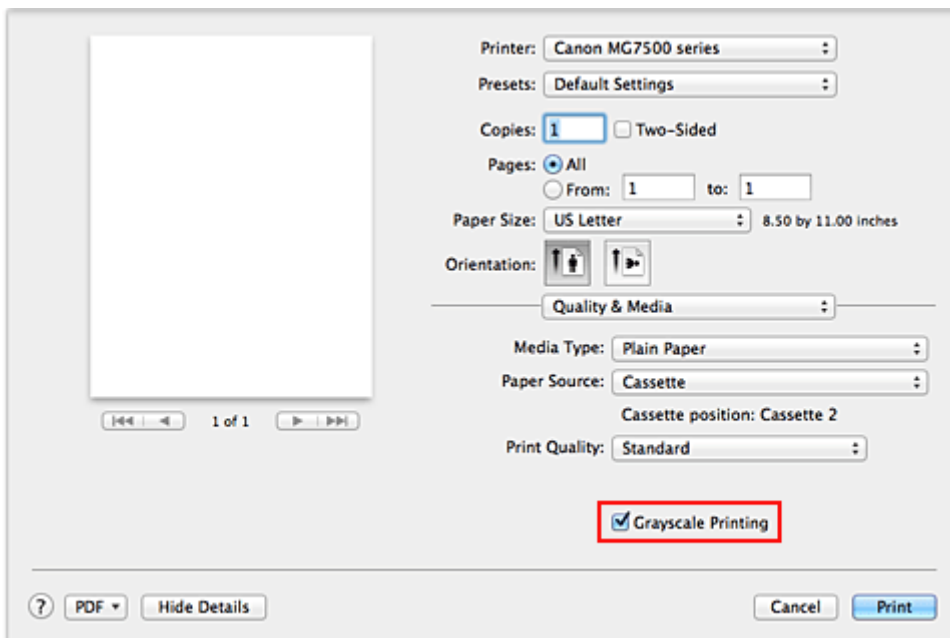 Printer: Canon MG7500 series
Presets: Default Settings
Copies: 1 Two-Sided
Pages: All
From: 1 to: 1
Paper Size: US Letter 8.50 by 11.00 inches
Orientation:
Quality & Media
Media Type: Plain Paper
Paper Source: Cassette
Cassette position: Cassette 2
1 of 1
Print Quality: Standard
Grayscale Printing
? PDF Hide Details Cancel Print